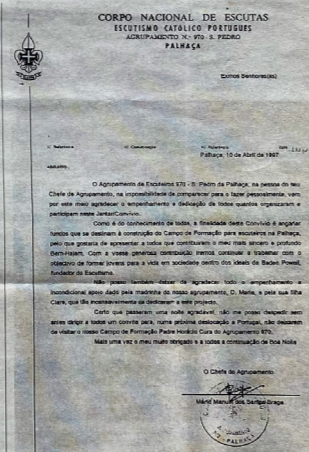 CORPO NACIONAL DE ESCUTAS
ESCUTISMO CATÓLICO PORTUGUES
AGRUPAMENTO N.º 970 S. PEDRO
PALHAÇA
Exmos Senhores(as)
Palhaça, 10 de Abril de 1997
O Agrupamento de Escuteiros 970 - S. Pedro da Palhaça, na pessoa do seu
Chefe de Agrupamento, na impossibilidade de comparecer para o fazer pessoalmente, vem
por este meio agradecer o empenhamento e dedicação de todos quantos organizaram e
participam neste Jantar/Convívio.
Como é do conhecimento de todos, a finalidade deste Convívio é angariar
fundos que se destinam à construção do Campo de Formação para escuteiros na Palhaça,
pelo que gostaria de apresentar a todos que contribuíram o meu mais sincero e profundo
Bem-Hajam. Com a vossa generosa contribuição iremos continuar a trabalhar com o
objectivo de formar jovens para a vida em sociedade dentro dos ideais de Baden Powell,
fundador do Escutismo.
Não posso também deixar de agradecer todo o empenhamento e
incondicional apoio dado pela madrinha do nosso agrupamento, D. Maria, e pela sua filha
Clara, que tão incansavelmente se dedicaram a este projecto.
Certo que passaram uma noite agradável, não me posso despedir sem
antes dirigir a todos um convite para, numa próxima deslocação a Portugal, não deixarem
de visitar o nosso Campo de Formação Padre Horácio Cura do Agrupamento 970.
Mais uma vez o meu muito obrigado e a todos a continuação de Boa Noite
O Chefe do Agrupamento
Mário Manuel dos Santos Braga
PALHAÇA